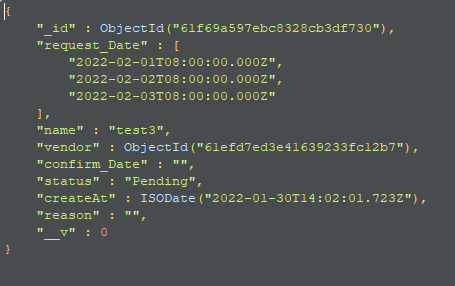 {
"_id" : ObjectId("61f69a597ebc8328cb3df730"),
"request_Date" : [
"2022-02-01T08:00:00.000Z",
"2022-02-02T08:00:00.000Z",
"2022-02-03T08:00:00.000Z"
],
"name" : "test3",
"vendor" : ObjectId("61efd7ed3e41639233fc12b7"),
"confirm_Date" : "",
"status" : "Pending",
"createAt" : ISODate("2022-01-30T14:02:01.723Z"),
"reason" : "",
"__v" : 0
}